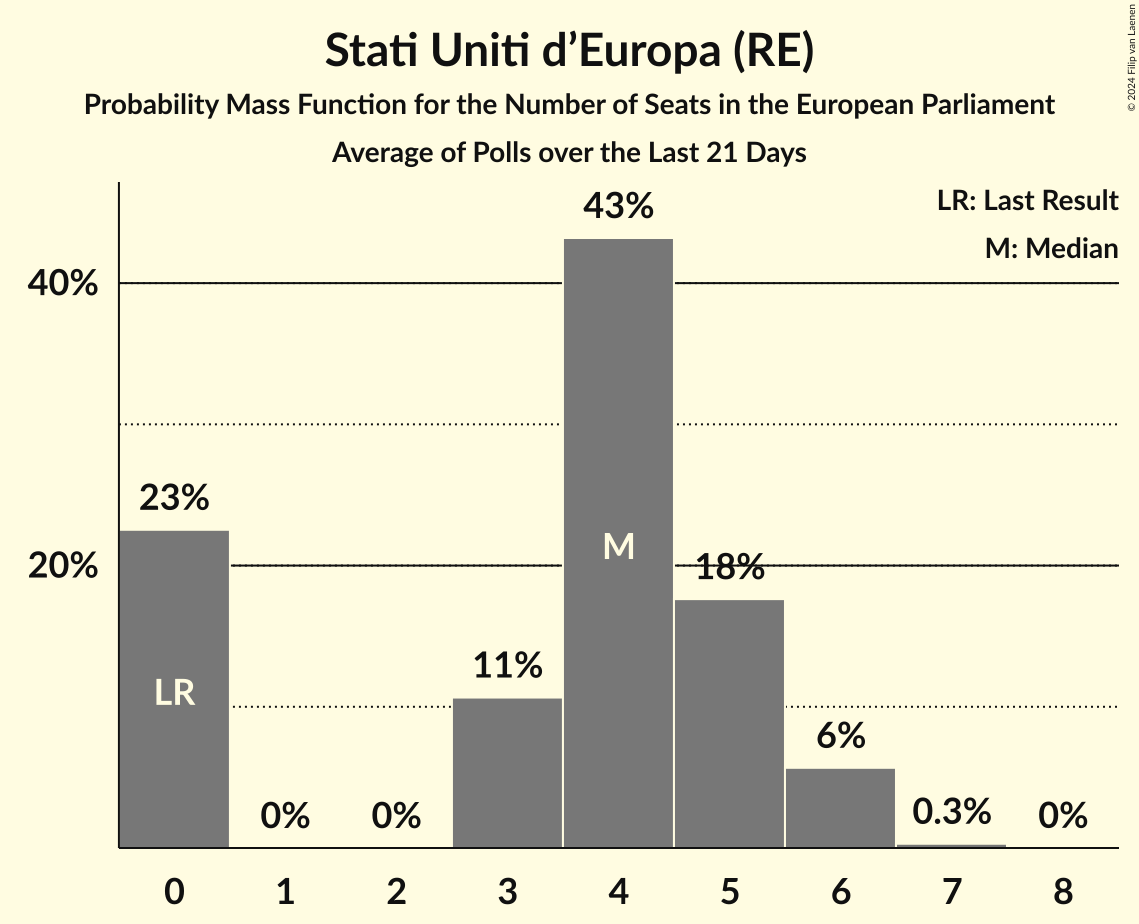 Stati Uniti d’Europa (RE)
Probability Mass Function for the Number of Seats in the European Parliament
Average of Polls over the Last 21 Days
© 2024 Filip van Laenen
LR: Last Result
M: Median
43%
40%
23%
20%
M
18%
11%
LR
6%
0%
0%
0.3%
0%
0 1 2 3 4 5 6 7 8